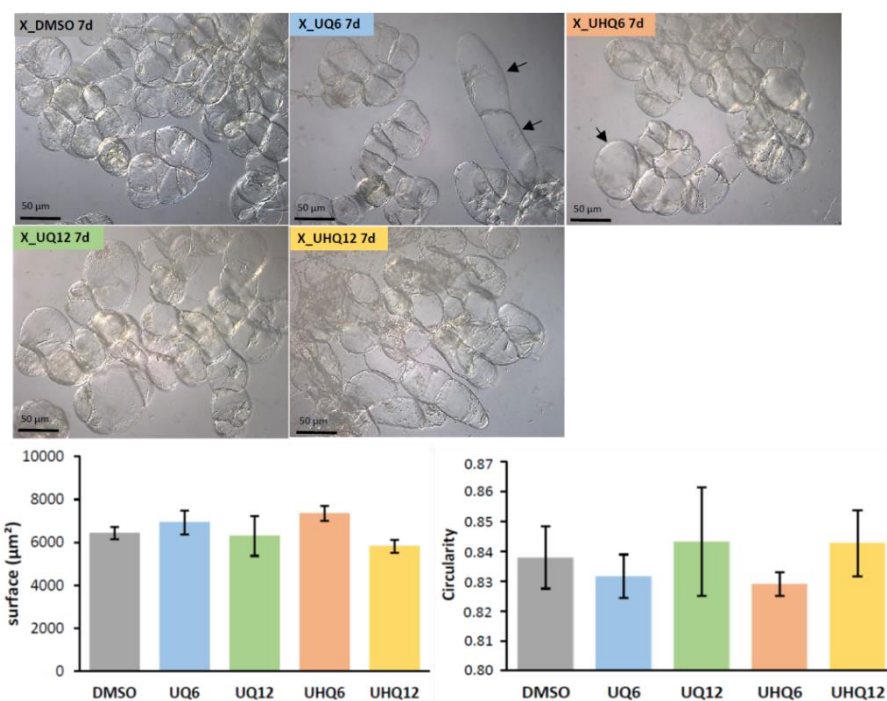 X_DMSO 7d
X_UQ6 7d
X_UHQ6 7d
50 µm
50 µm
50 µm
X_UQ12 7d
X_UHQ12 7d
50 µm
50 µm
surface (µm²)
10000
8000
6000
4000
2000
0
DMSO UQ6 UQ12 UHQ6 UHQ12
Circularity
0.87
0.86
0.85
0.84
0.83
0.82
0.81
0.80
DMSO UQ6 UQ12 UHQ6 UHQ12